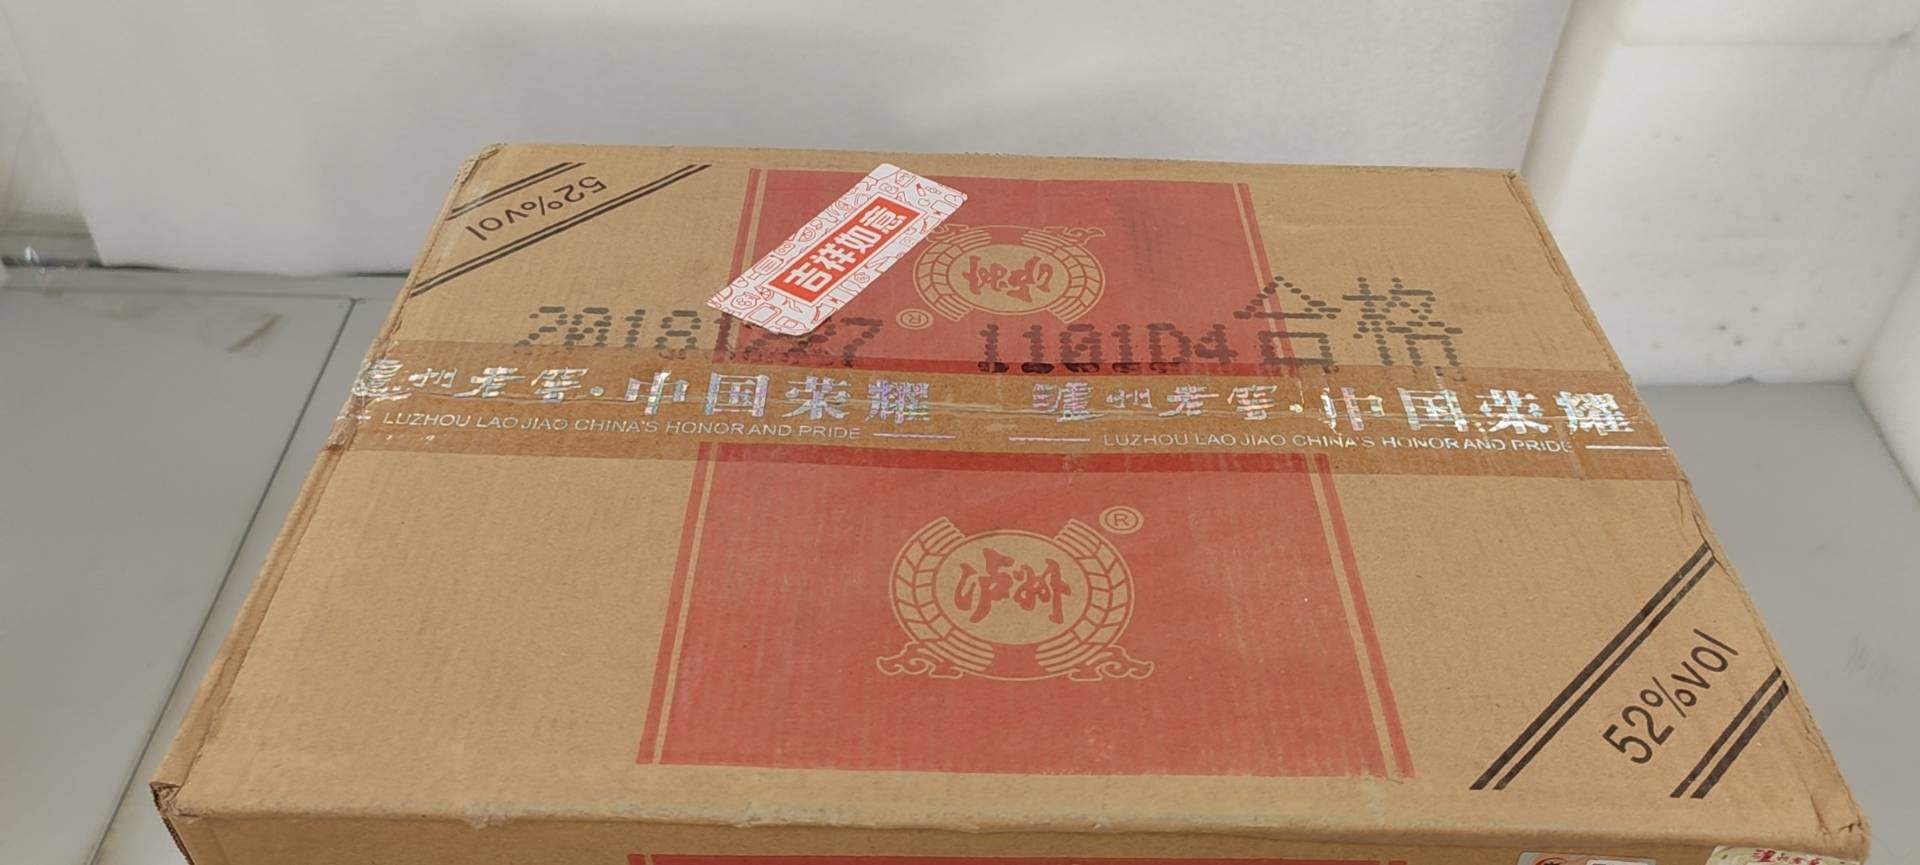 52%vol
吉祥如意
泸州
®
110104 合格
泸州老窖·中国荣耀 泸州老窖·中国荣耀
LUZHOU LAO JIAO CHINA'S HONOR AND PRIDE LUZHOU LAO JIAO CHINA'S HONOR AND PRIDE
®
泸州
52%vol